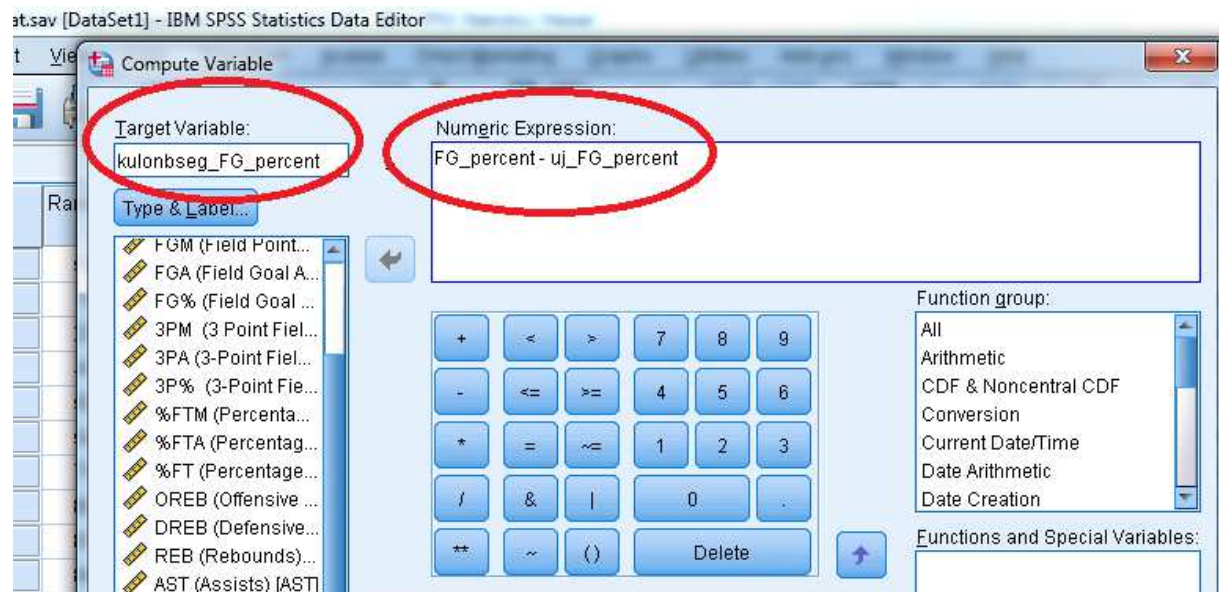 at.sav [DataSet1] - IBM SPSS Statistics Data Editor
t Vie
Compute Variable
Target Variable:
kulonbseg_FG_percent
Numeric Expression:
FG_percent - uj_FG_percent
Type & Label...
Ra
FGM (Field Point...
FGA (Field Goal A...
FG% (Field Goal ...
3PM (3 Point Fiel...
3PA (3-Point Fiel...
3P% (3-Point Fie...
%FTM (Percenta...
%FTA (Percentag...
%FT (Percentage...
OREB (Offensive ...
DREB (Defensive...
REB (Rebounds)...
AST (Assists) [AST]
+ < > 7 8 9
- <= >= 4 5 6
* = ~= 1 2 3
/ & | 0 .
** ~ () Delete
Function group:
All
Arithmetic
CDF & Noncentral CDF
Conversion
Current Date/Time
Date Arithmetic
Date Creation
Functions and Special Variables: